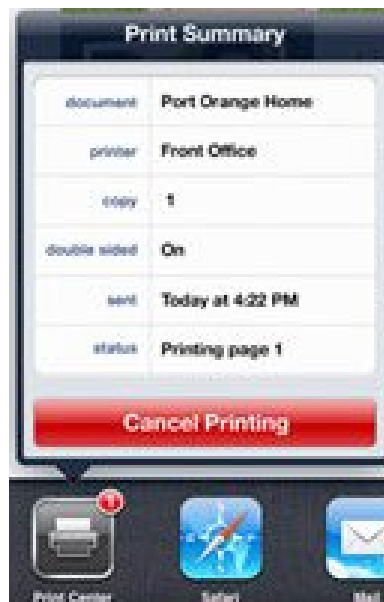 Print Summary
document Port Orange Home
printer Front Office
copy 1
double sided On
sent Today at 4:22 PM
status Printing page 1
Cancel Printing
1
Print Center Safari Mail